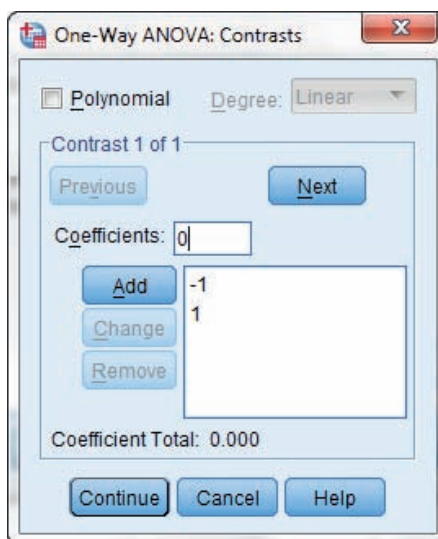 One-Way ANOVA: Contrasts
Polynomial Degree: Linear
Contrast 1 of 1
Previous Next
Coefficients: 0
Add -1
Change 1
Remove
Coefficient Total: 0.000
Continue Cancel Help